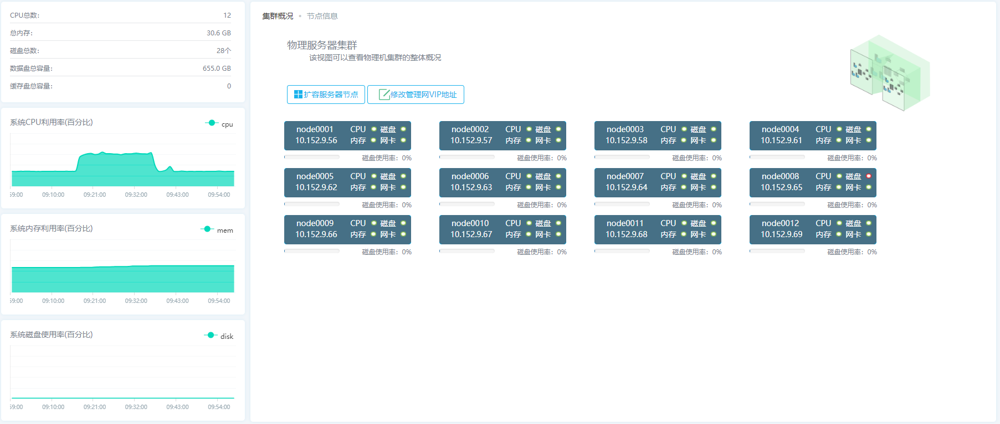 CPU总数: 12
总内存: 30.6 GB
磁盘总数: 28个
数据盘总容量: 655.0 GB
缓存盘总容量: 0
系统CPU利用率(百分比) cpu
59:00 09:10:00 09:21:00 09:32:00 09:43:00 09:54:00
系统内存利用率(百分比) mem
59:00 09:10:00 09:21:00 09:32:00 09:43:00 09:54:00
系统磁盘使用率(百分比) disk
59:00 09:10:00 09:21:00 09:32:00 09:43:00 09:54:00
集群概况 节点信息
物理服务器集群
该视图可以查看物理机集群的整体概况
扩容服务器节点 修改管理网VIP地址
node0001 CPU 磁盘 node0002 CPU 磁盘 node0003 CPU 磁盘 node0004 CPU 磁盘
10.152.9.56 内存 网卡 10.152.9.57 内存 网卡 10.152.9.58 内存 网卡 10.152.9.61 内存 网卡
磁盘使用率: 0% 磁盘使用率: 0% 磁盘使用率: 0% 磁盘使用率: 0%
node0005 CPU 磁盘 node0006 CPU 磁盘 node0007 CPU 磁盘 node0008 CPU 磁盘
10.152.9.62 内存 网卡 10.152.9.63 内存 网卡 10.152.9.64 内存 网卡 10.152.9.65 内存 网卡
磁盘使用率: 0% 磁盘使用率: 0% 磁盘使用率: 0% 磁盘使用率: 0%
node0009 CPU 磁盘 node0010 CPU 磁盘 node0011 CPU 磁盘 node0012 CPU 磁盘
10.152.9.66 内存 网卡 10.152.9.67 内存 网卡 10.152.9.68 内存 网卡 10.152.9.69 内存 网卡
磁盘使用率: 0% 磁盘使用率: 0% 磁盘使用率: 0% 磁盘使用率: 0%